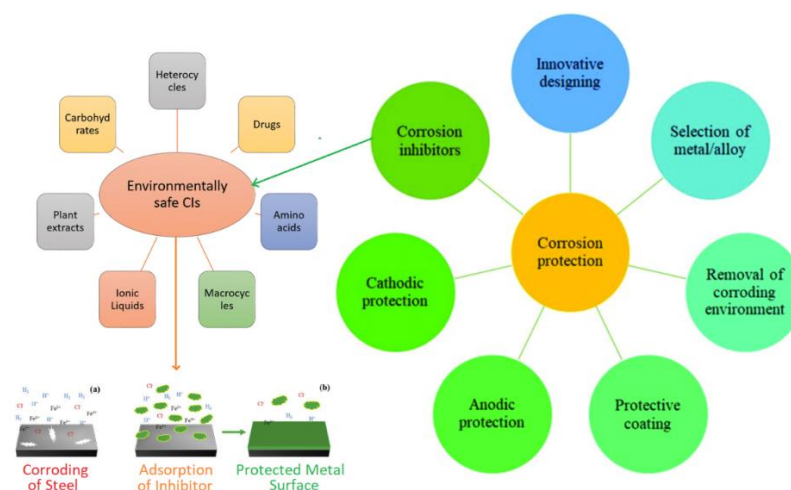 Heterocy
cles
Carbohyd
rates
Drugs
Environmentally
safe CIs
Plant
extracts
Amino
acids
Ionic
Liquids
Macrocyc
les
Innovative
designing
Corrosion
inhibitors
Selection of
metal/alloy
Corrosion
protection
Cathodic
protection
Removal of
corroding
environment
Anodic
protection
Protective
coating
(a)
(b)
Corroding
of Steel
Adsorption
of Inhibitor
Protected Metal
Surface